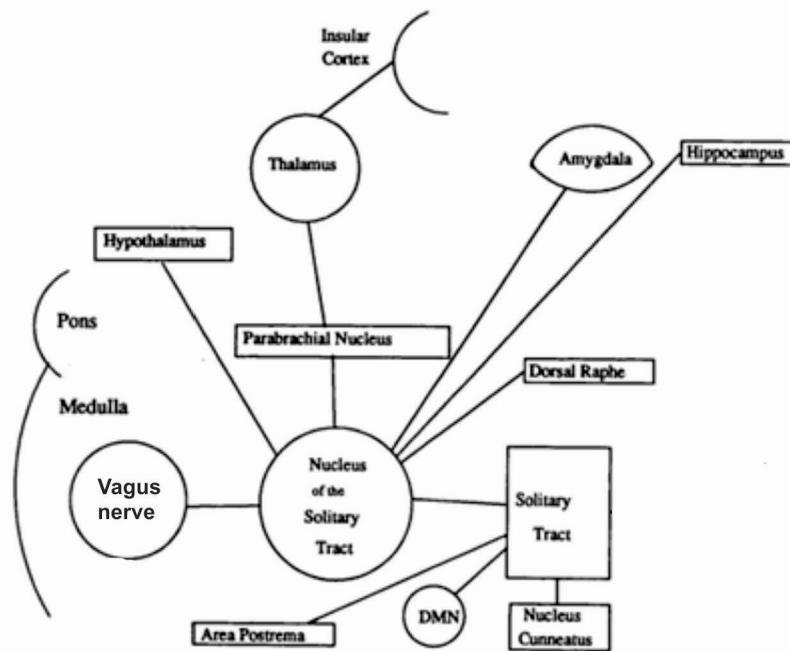 Insular
Cortex
Thalamus
Amygdala
Hippocampus
Hypothalamus
Pons
Parabrachial Nucleus
Dorsal Raphe
Medulla
Vagus
nerve
Nucleus
of the
Solitary
Tract
Solitary
Tract
DMN
Nucleus
Cunneatus
Area Postrema